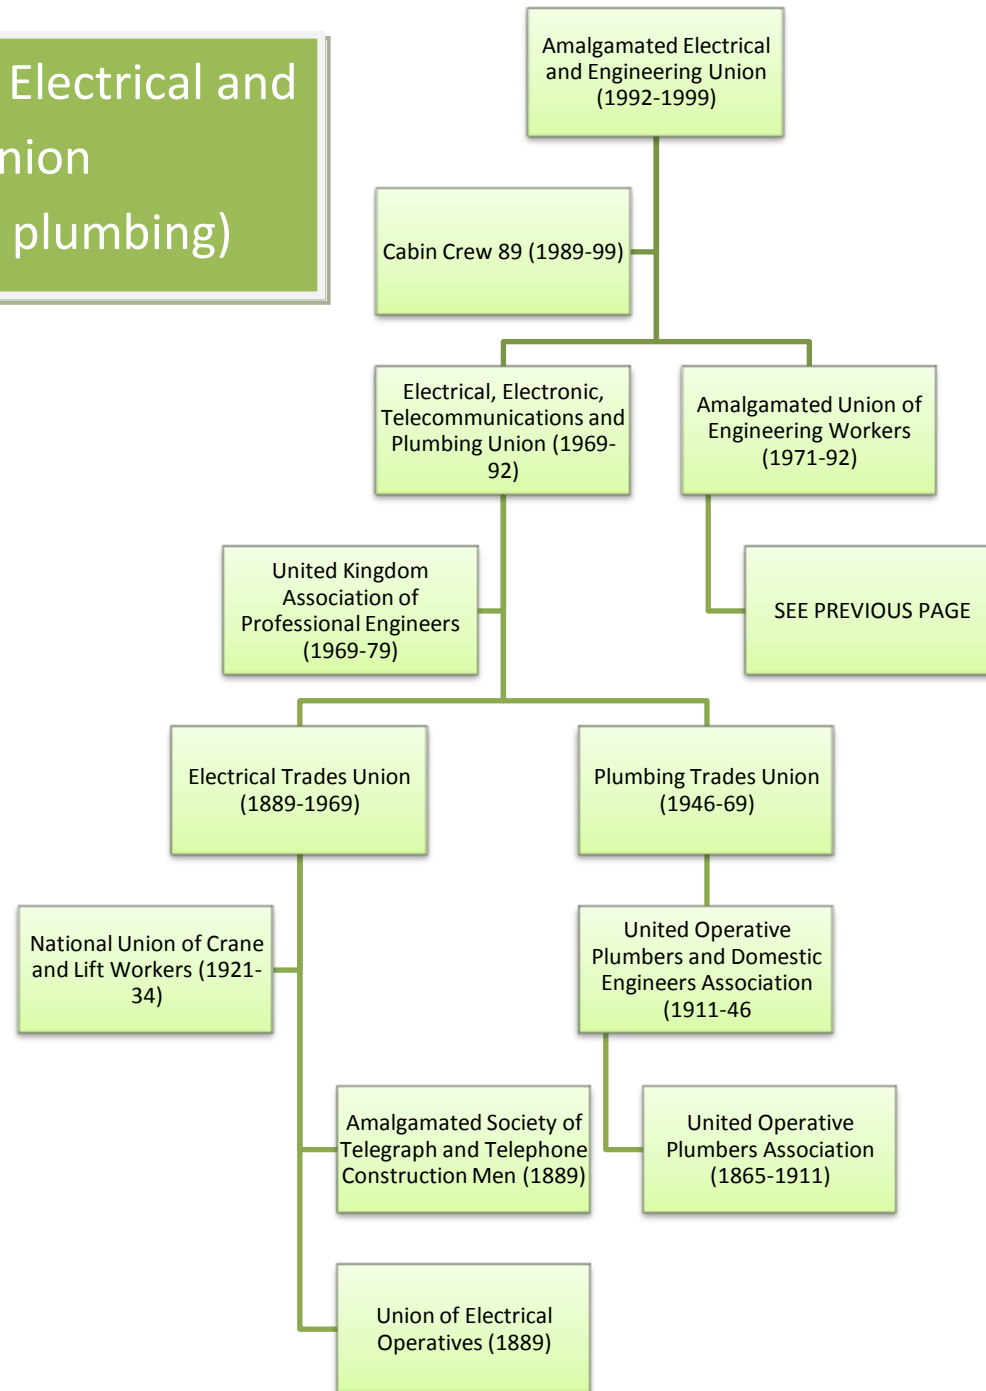 Electrical and
nion
plumbing)
Amalgamated Electrical
and Engineering Union
(1992-1999)
Cabin Crew 89 (1989-99)
Electrical, Electronic,
Telecommunications and
Plumbing Union (1969-
92)
Amalgamated Union of
Engineering Workers
(1971-92)
United Kingdom
Association of
Professional Engineers
(1969-79)
SEE PREVIOUS PAGE
Electrical Trades Union
(1889-1969)
Plumbing Trades Union
(1946-69)
National Union of Crane
and Lift Workers (1921-
34)
United Operative
Plumbers and Domestic
Engineers Association
(1911-46
Amalgamated Society of
Telegraph and Telephone
Construction Men (1889)
United Operative
Plumbers Association
(1865-1911)
Union of Electrical
Operatives (1889)